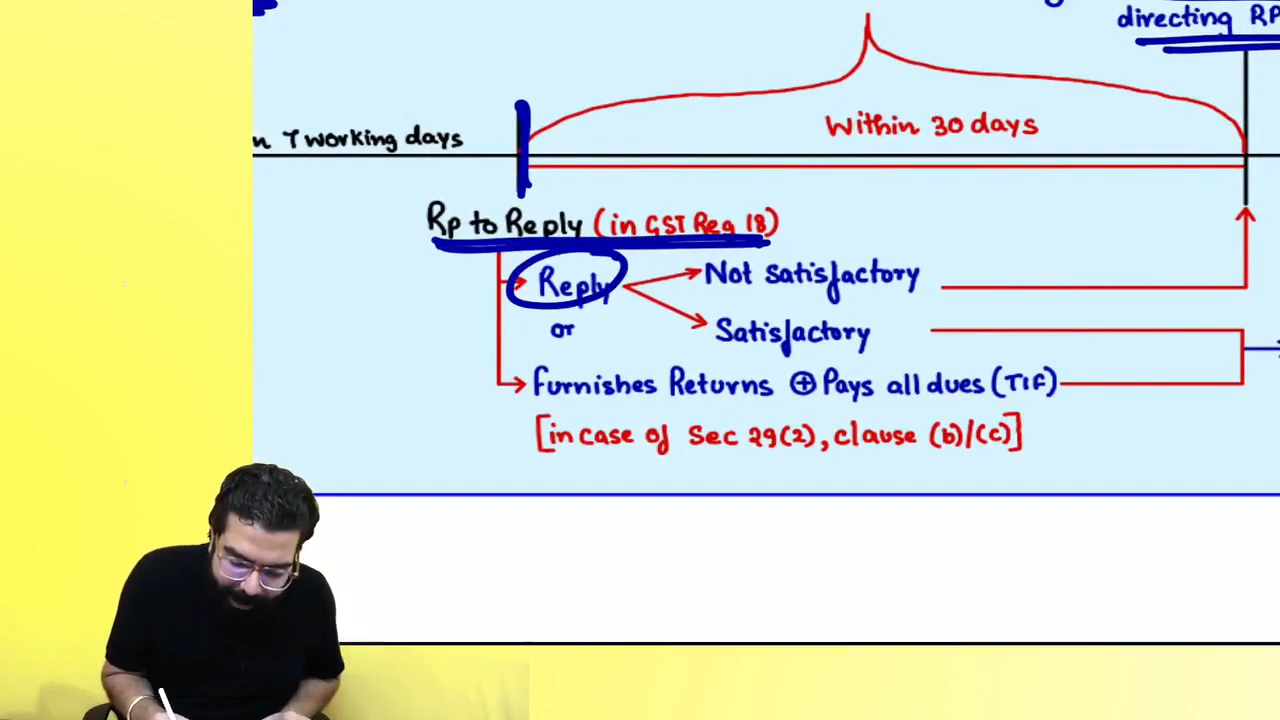 directing RP
7 working days
Within 30 days
Rp to Reply (in GST Reg 18)
Reply
Not Satisfactory
or
Satisfactory
Furnishes Returns ⊕ Pays all dues (TIF)
[in case of Sec 29(2), clause (b)/(c)]